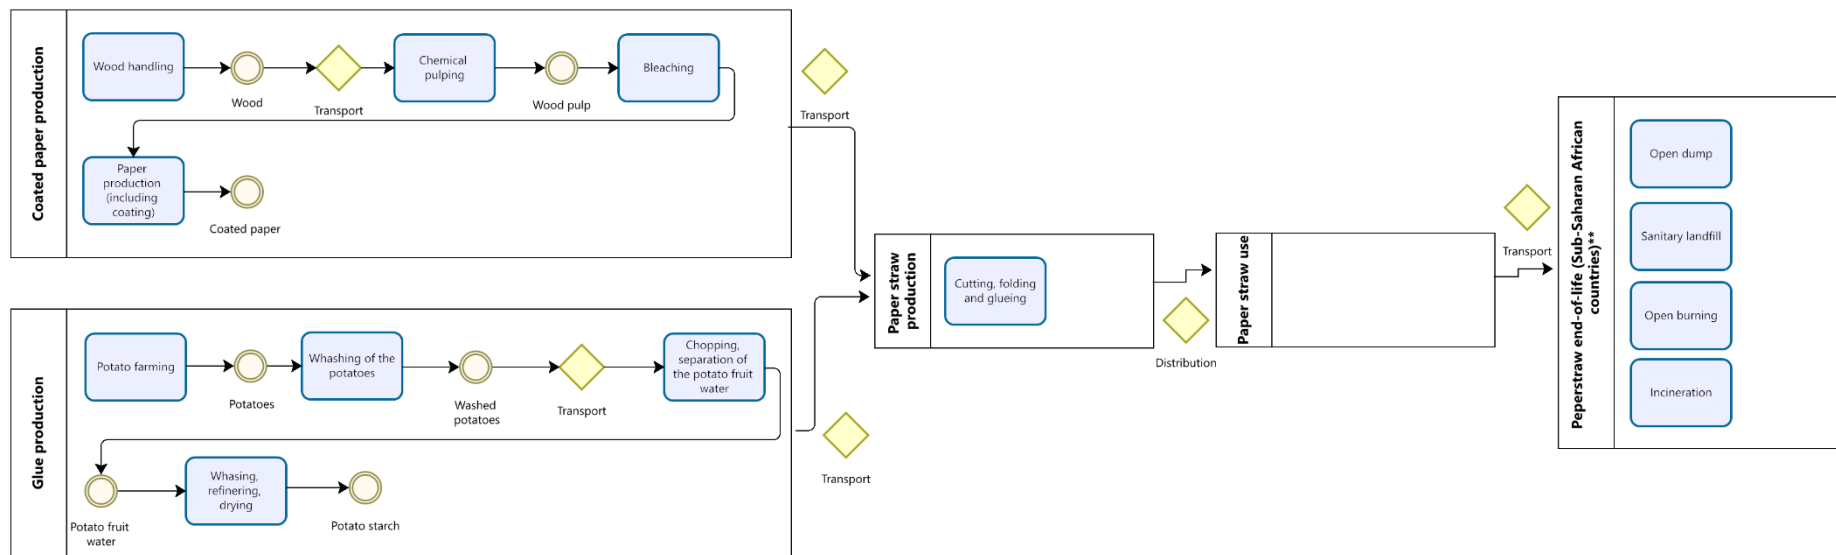 Coated paper production
Wood handling
Wood
Transport
Chemical
pulping
Wood pulp
Bleaching
Paper
production
(including
coating)
Coated paper
Transport
Glue production
Potato farming
Potatoes
Whashing of the
potatoes
Washed
potatoes
Transport
Chopping,
separation of
the potato fruit
water
Potato fruit
water
Whasing,
refinering,
drying
Potato starch
Transport
Paper straw
production
Cutting, folding
and glueing
Distribution
Paper straw use
Transport
Peperstraw end-of-life (Sub-Saharan African
countries)**
Open dump
Sanitary landfill
Open burning
Incineration